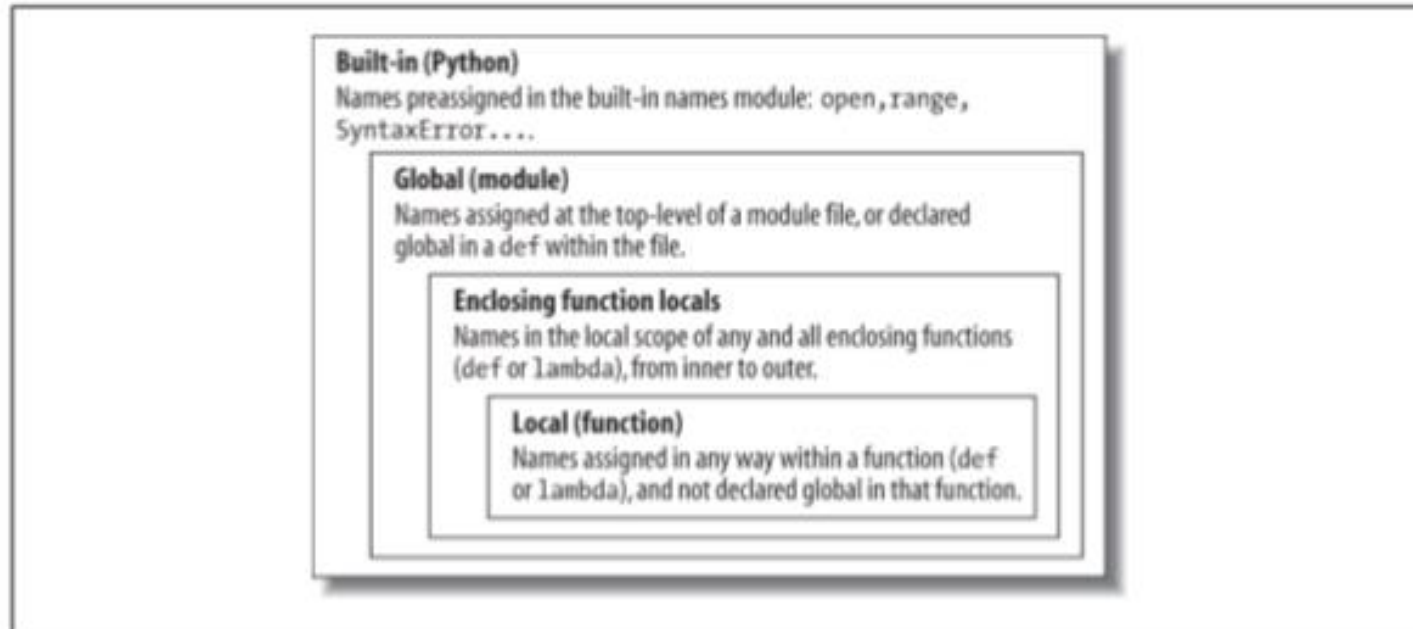 Built-in (Python)
Names preassigned in the built-in names module: open,range,
SyntaxError....
Global (module)
Names assigned at the top-level of a module file, or declared
global in a def within the file.
Enclosing function locals
Names in the local scope of any and all enclosing functions
(def or lambda), from inner to outer.
Local (function)
Names assigned in any way within a function (def
or lambda), and not declared global in that function.